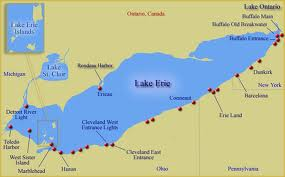 Ontario, Canada
Lake Ontario
Buffalo Main
Buffalo Old Breakwater
Buffalo Entrance
Lake Erie
Islands
Lake
St. Clair
Rondeau Harbor
Michigan
Lake Erie
Dunkirk
Erieau
New York
Conneaut
Barcelona
Detroit River
Light
Erie Land
Cleveland West
Entrance Lights
Toledo
Harbor
West Sister
Island
Cleveland East
Entrance
Huron
Marblehead
Ohio
Pennsylvania